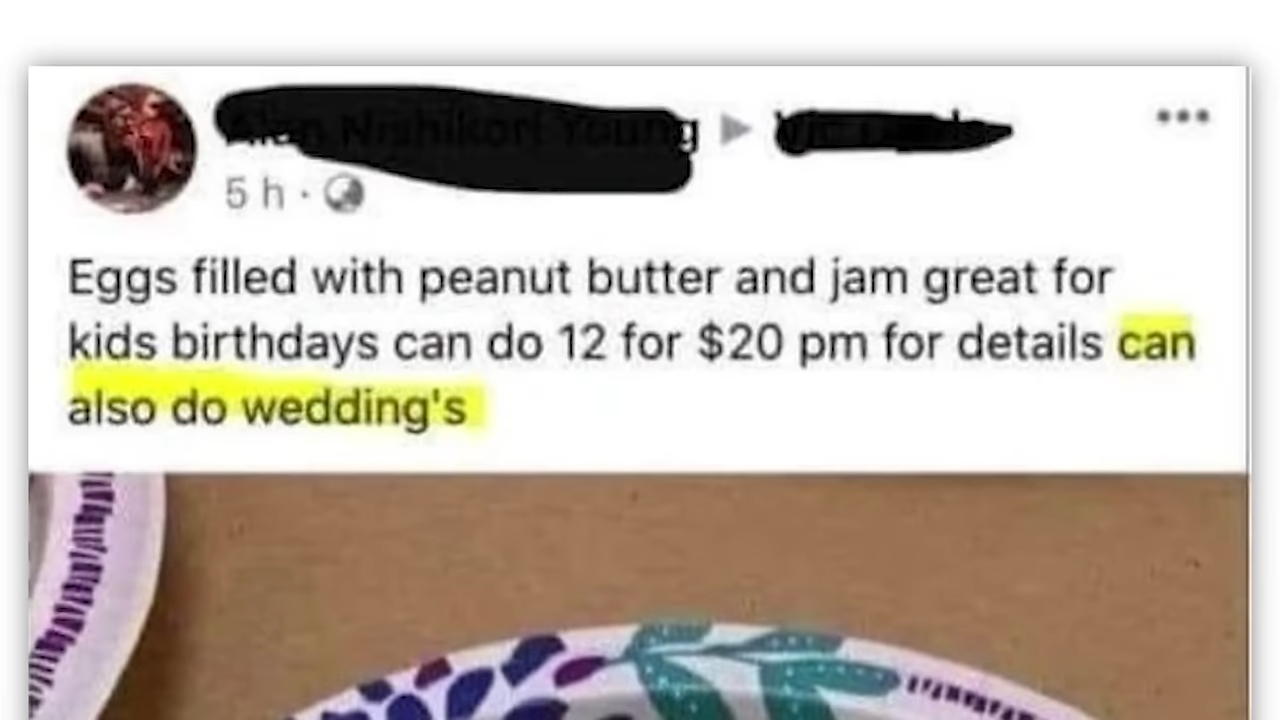 5 h ·
Eggs filled with peanut butter and jam great for
kids birthdays can do 12 for $20 pm for details can
also do wedding's